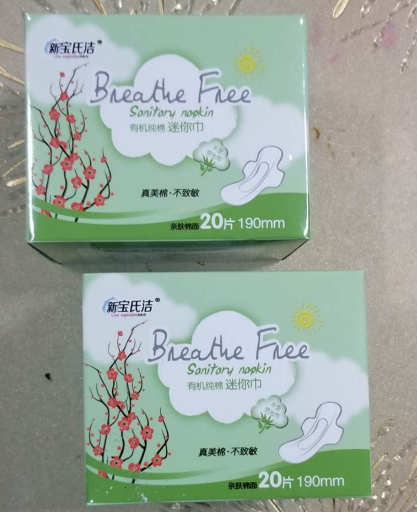 新宝氏洁®
Breathe Free
Sanitary napkin
有机纯棉 迷你巾
真美棉·不致敏
亲肤棉面 20片 190mm
新宝氏洁®
Breathe Free
Sanitary napkin
有机纯棉 迷你巾
真美棉·不致敏
亲肤棉面 20片 190mm